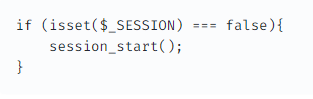 if (isset($_SESSION) === false){
    session_start();
}